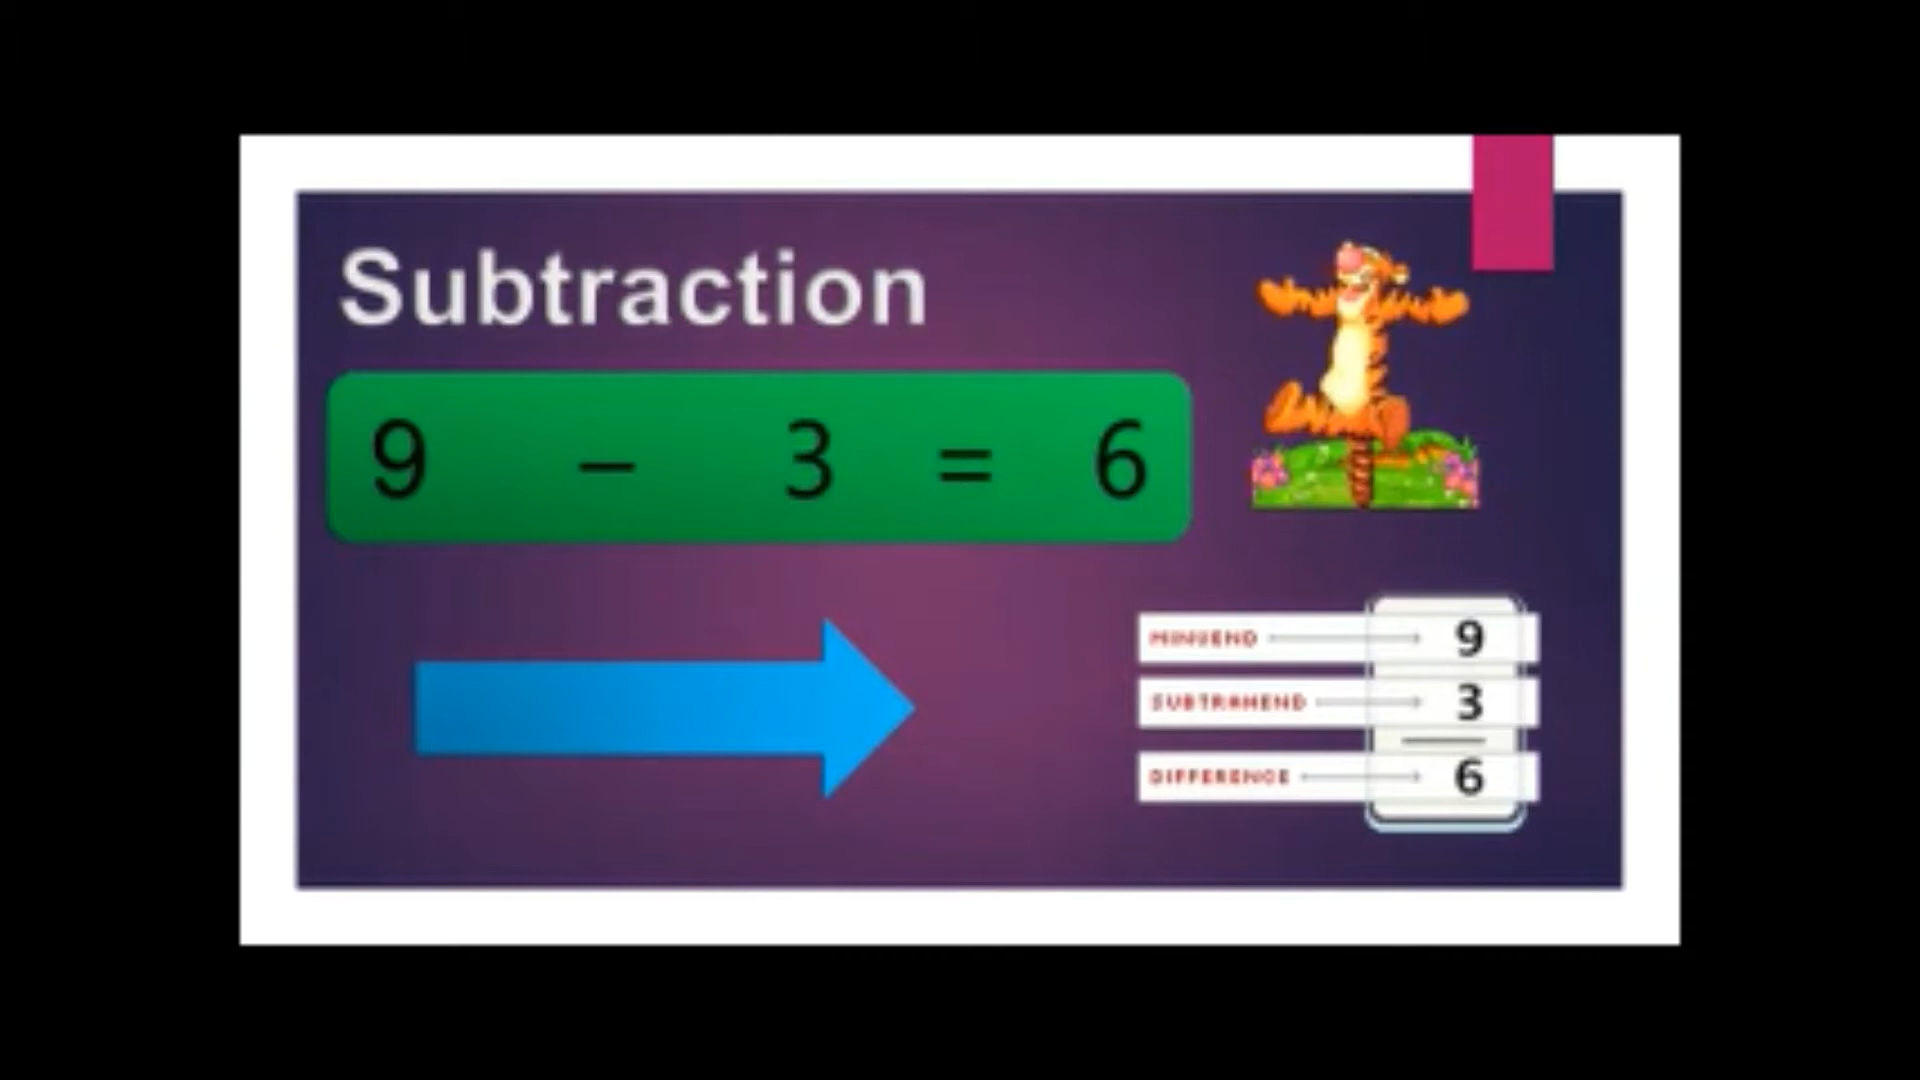 Subtraction
9 – 3 = 6
MINUEND 9
SUBTRAHEND 3
DIFFERENCE 6